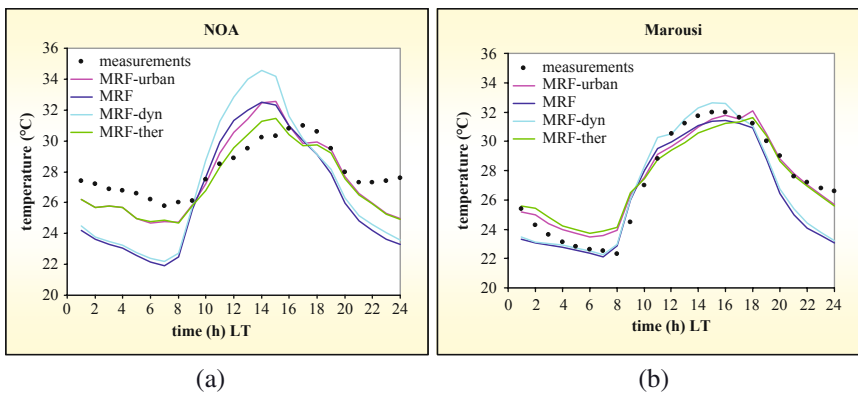 NOA
36
34
32
30
28
26
24
22
20
temperature (°C)
measurements
MRF-urban
MRF
MRF-dyn
MRF-ther
0 2 4 6 8 10 12 14 16 18 20 22 24
time (h) LT
(a)
Marousi
36
34
32
30
28
26
24
22
20
temperature (°C)
measurements
MRF-urban
MRF
MRF-dyn
MRF-ther
0 2 4 6 8 10 12 14 16 18 20 22 24
time (h) LT
(b)